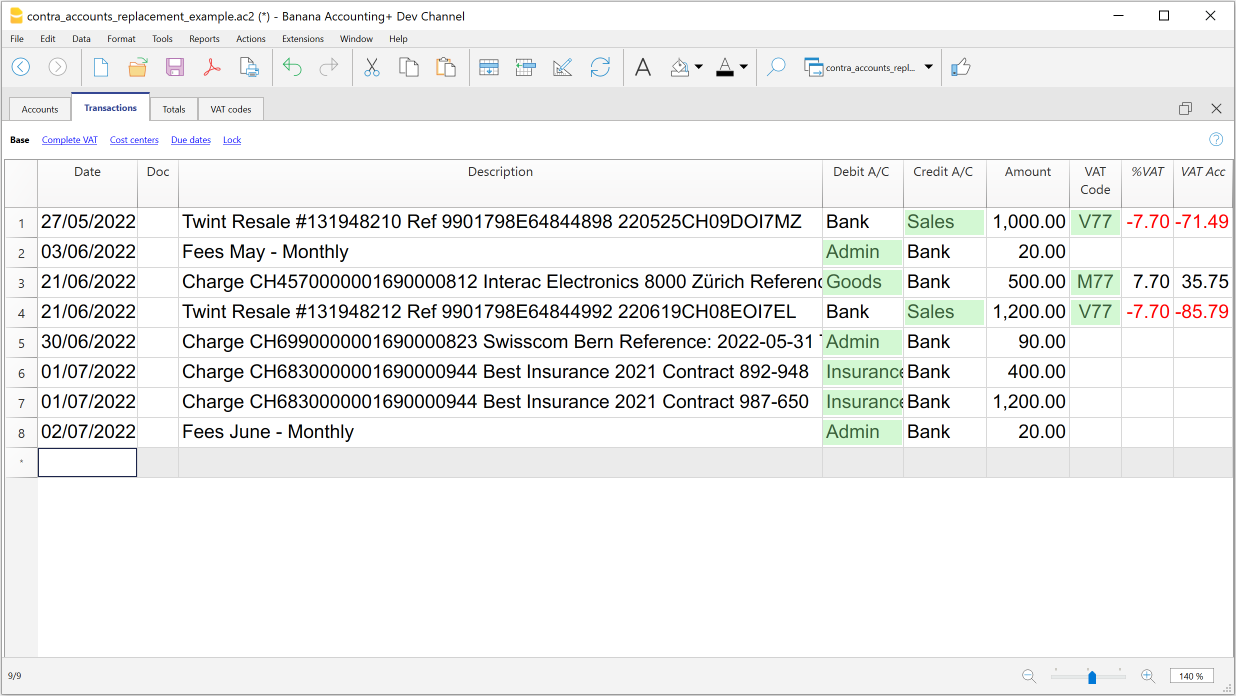 contra_accounts_replacement_example.ac2 (*) - Banana Accounting+ Dev Channel
File Edit Data Format Tools Reports Actions Extensions Window Help
contra_accounts_repl...
Accounts Transactions Totals VAT codes
Base Complete VAT Cost centers Due dates Lock
Date Doc Description Debit A/C Credit A/C Amount VAT Code %VAT VAT Acc
1 27/05/2022 Twint Resale #131948210 Ref 9901798E64844898 220525CH09DOI7MZ Bank Sales 1,000.00 V77 -7.70 -71.49
2 03/06/2022 Fees May - Monthly Admin Bank 20.00
3 21/06/2022 Charge CH4570000001690000812 Interac Electronics 8000 Zürich Referenc Goods Bank 500.00 M77 7.70 35.75
4 21/06/2022 Twint Resale #131948212 Ref 9901798E64844992 220619CH08EOI7EL Bank Sales 1,200.00 V77 -7.70 -85.79
5 30/06/2022 Charge CH6990000001690000823 Swisscom Bern Reference: 2022-05-31 Admin Bank 90.00
6 01/07/2022 Charge CH6830000001690000944 Best Insurance 2021 Contract 892-948 Insurance Bank 400.00
7 01/07/2022 Charge CH6830000001690000944 Best Insurance 2021 Contract 987-650 Insurance Bank 1,200.00
8 02/07/2022 Fees June - Monthly Admin Bank 20.00
*
9/9 140 %